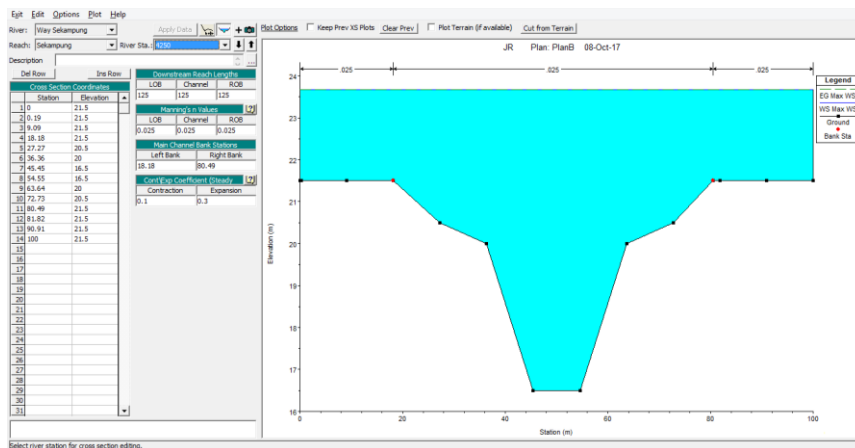 Exit Edit Options Plot Help
River: Way Sekampung Apply Data Plot Options Keep Prev XS Plots Clear Prev Plot Terrain (if available) Cut from Terrain
Reach: Sekampung River Sta.: 4250
Description ...
Del Row Ins Row
Cross Section Coordinates
Station Elevation
1 0 21.5
2 0.19 21.5
3 9.09 21.5
4 18.18 21.5
5 27.27 20.5
6 36.36 20
7 45.45 16.5
8 54.55 16.5
9 63.64 20
10 72.73 20.5
11 80.49 21.5
12 81.82 21.5
13 90.91 21.5
14 100 21.5
15
16
17
18
19
20
21
22
23
24
25
26
27
28
29
30
31
Downstream Reach Lengths
LOB Channel ROB
125 125 125
Manning's n Values
LOB Channel ROB
0.025 0.025 0.025
Main Channel Bank Stations
Left Bank Right Bank
18.18 80.49
Cont\Exp Coefficient (Steady
Contraction Expansion
0.1 0.3
JR Plan: PlanB 08-Oct-17
.025 .025 .025
Legend
EG Max WS
WS Max WS
Ground
Bank Sta
24
23
22
21
20
19
18
17
16
Elevation (m)
0 20 40 60 80 100
Station (m)
Select river station for cross section editing.